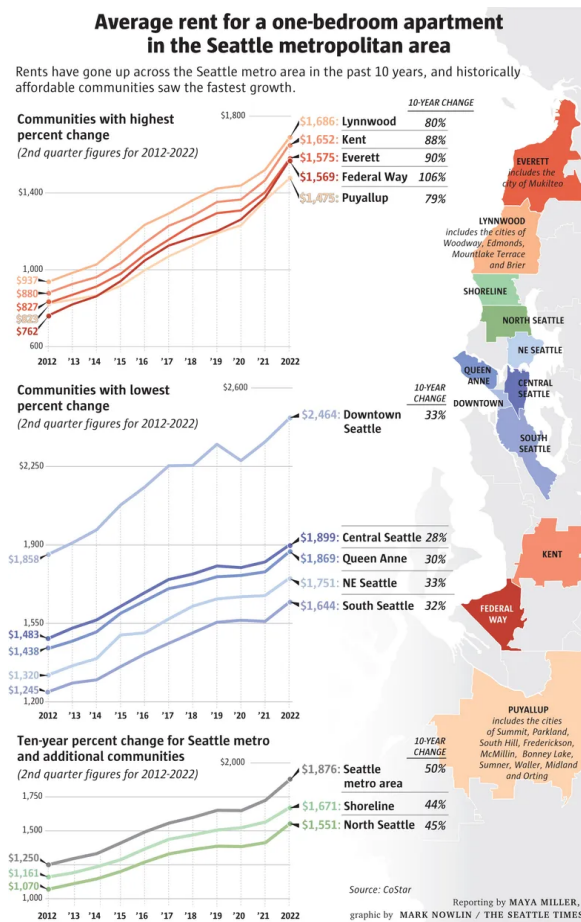 Average rent for a one-bedroom apartment
in the Seattle metropolitan area
Rents have gone up across the Seattle metro area in the past 10 years, and historically
affordable communities saw the fastest growth.
Communities with highest
percent change
(2nd quarter figures for 2012-2022)
10-YEAR CHANGE
$1,800
$1,686: Lynnwood 80%
$1,652: Kent 88%
$1,575: Everett 90%
$1,569: Federal Way 106%
$1,475: Puyallup 79%
$1,400
1,000
$937
$880
$827
$823
$762
600
2012 '13 '14 '15 '16 '17 '18 '19 '20 '21 2022
Communities with lowest
percent change
(2nd quarter figures for 2012-2022)
$2,600
10-YEAR
CHANGE
$2,464: Downtown
Seattle 33%
$2,250
1,900
$1,899: Central Seattle 28%
$1,869: Queen Anne 30%
$1,751: NE Seattle 33%
$1,644: South Seattle 32%
$1,858
1,550
$1,483
$1,438
$1,320
$1,245
1,200
2012 '13 '14 '15 '16 '17 '18 '19 '20 '21 2022
Ten-year percent change for Seattle metro
and additional communities
(2nd quarter figures for 2012-2022)
10-YEAR
CHANGE
$2,000
$1,876: Seattle
metro area 50%
$1,671: Shoreline 44%
$1,551: North Seattle 45%
1,750
1,500
$1,250
$1,161
$1,070
1,000
2012 '13 '14 '15 '16 '17 '18 '19 '20 '21 2022
EVERETT
includes the
city of Mukilteo
LYNNWOOD
includes the cities of
Woodway, Edmonds,
Mountlake Terrace
and Brier
SHORELINE
NORTH SEATTLE
NE SEATTLE
QUEEN
ANNE
CENTRAL
SEATTLE
DOWNTOWN
SOUTH
SEATTLE
KENT
FEDERAL
WAY
PUYALLUP
includes the cities
of Summit, Parkland,
South Hill, Frederickson,
McMillin, Bonney Lake,
Sumner, Waller, Midland
and Orting
Source: CoStar
Reporting by MAYA MILLER,
graphic by MARK NOWLIN / THE SEATTLE TIMES